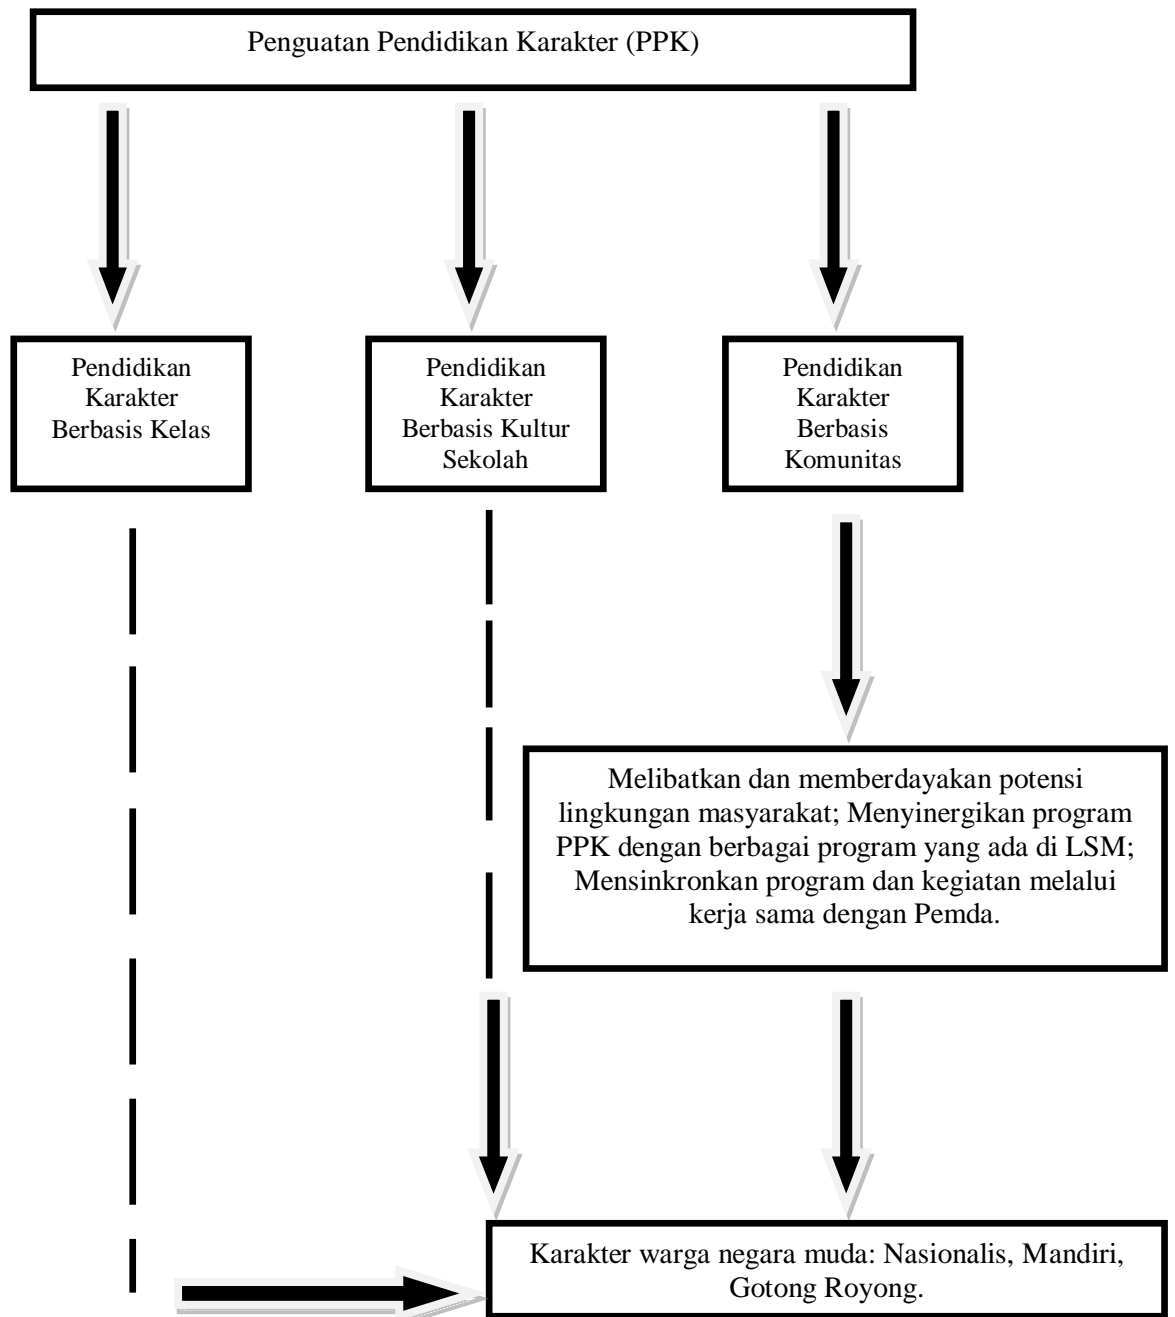 Penguatan Pendidikan Karakter (PPK)
Pendidikan
Karakter
Berbasis Kelas
Pendidikan
Karakter
Berbasis Kultur
Sekolah
Pendidikan
Karakter
Berbasis
Komunitas
Melibatkan dan memberdayakan potensi
lingkungan masyarakat; Menyinergikan program
PPK dengan berbagai program yang ada di LSM;
Mensinkronkan program dan kegiatan melalui
kerja sama dengan Pemda.
Karakter warga negara muda: Nasionalis, Mandiri,
Gotong Royong.